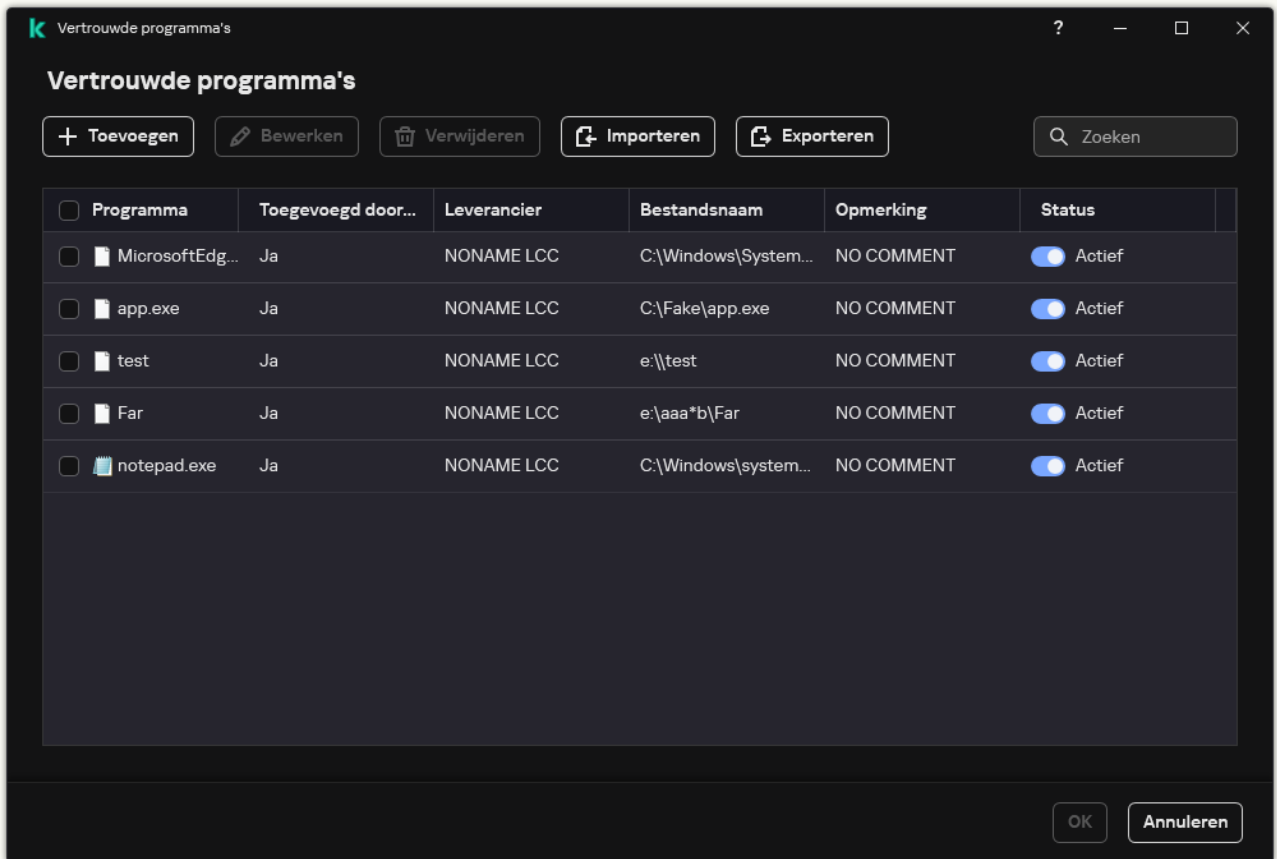 Vertrouwde programma's
?
Vertrouwde programma's
Toevoegen Bewerken Verwijderen Importeren Exporteren Zoeken
Programma Toegevoegd door... Leverancier Bestandsnaam Opmerking Status
MicrosoftEdg... Ja NONAME LCC C:\Windows\System... NO COMMENT Actief
app.exe Ja NONAME LCC C:\Fake\app.exe NO COMMENT Actief
test Ja NONAME LCC e:\\test NO COMMENT Actief
Far Ja NONAME LCC e:\aaa*b\Far NO COMMENT Actief
notepad.exe Ja NONAME LCC C:\Windows\system... NO COMMENT Actief
OK Annuleren